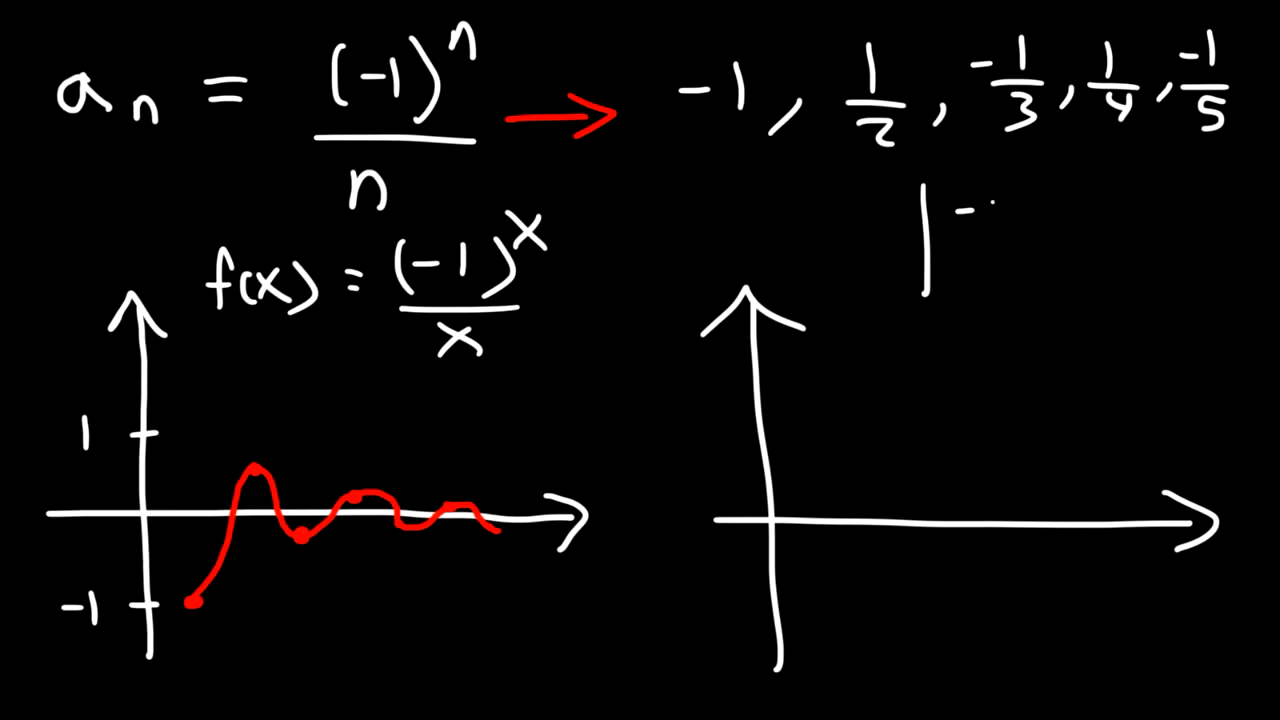 aₙ = (-1)ⁿ / n → -1, 1/2, -1/3, 1/4, -1/5
|-
f(x) = (-1)ˣ / x
1
-1